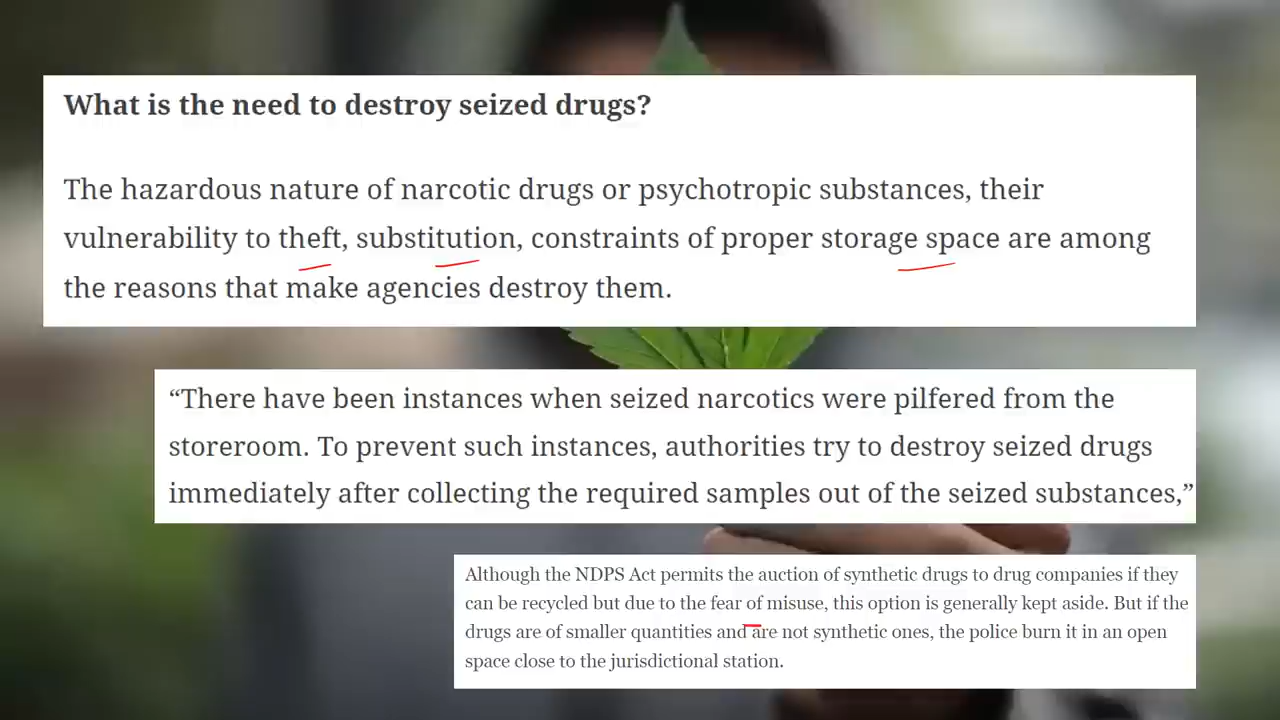 What is the need to destroy seized drugs?
The hazardous nature of narcotic drugs or psychotropic substances, their
vulnerability to theft, substitution, constraints of proper storage space are among
the reasons that make agencies destroy them.
“There have been instances when seized narcotics were pilfered from the
storeroom. To prevent such instances, authorities try to destroy seized drugs
immediately after collecting the required samples out of the seized substances,”
Although the NDPS Act permits the auction of synthetic drugs to drug companies if they
can be recycled but due to the fear of misuse, this option is generally kept aside. But if the
drugs are of smaller quantities and are not synthetic ones, the police burn it in an open
space close to the jurisdictional station.